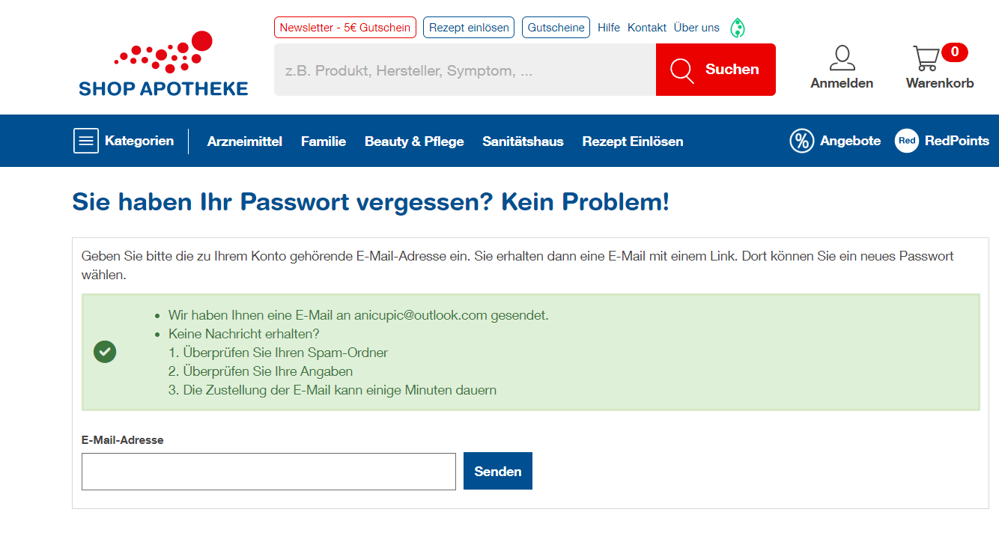 Newsletter - 5€ Gutschein Rezept einlösen Gutscheine Hilfe Kontakt Über uns
SHOP APOTHEKE
z.B. Produkt, Hersteller, Symptom, ... Suchen
0
Anmelden Warenkorb
Kategorien Arzneimittel Familie Beauty & Pflege Sanitätshaus Rezept Einlösen % Angebote Red RedPoints
Sie haben Ihr Passwort vergessen? Kein Problem!
Geben Sie bitte die zu Ihrem Konto gehörende E-Mail-Adresse ein. Sie erhalten dann eine E-Mail mit einem Link. Dort können Sie ein neues Passwort
wählen.
• Wir haben Ihnen eine E-Mail an anicupic@outlook.com gesendet.
• Keine Nachricht erhalten?
1. Überprüfen Sie Ihren Spam-Ordner
2. Überprüfen Sie Ihre Angaben
3. Die Zustellung der E-Mail kann einige Minuten dauern
E-Mail-Adresse
Senden